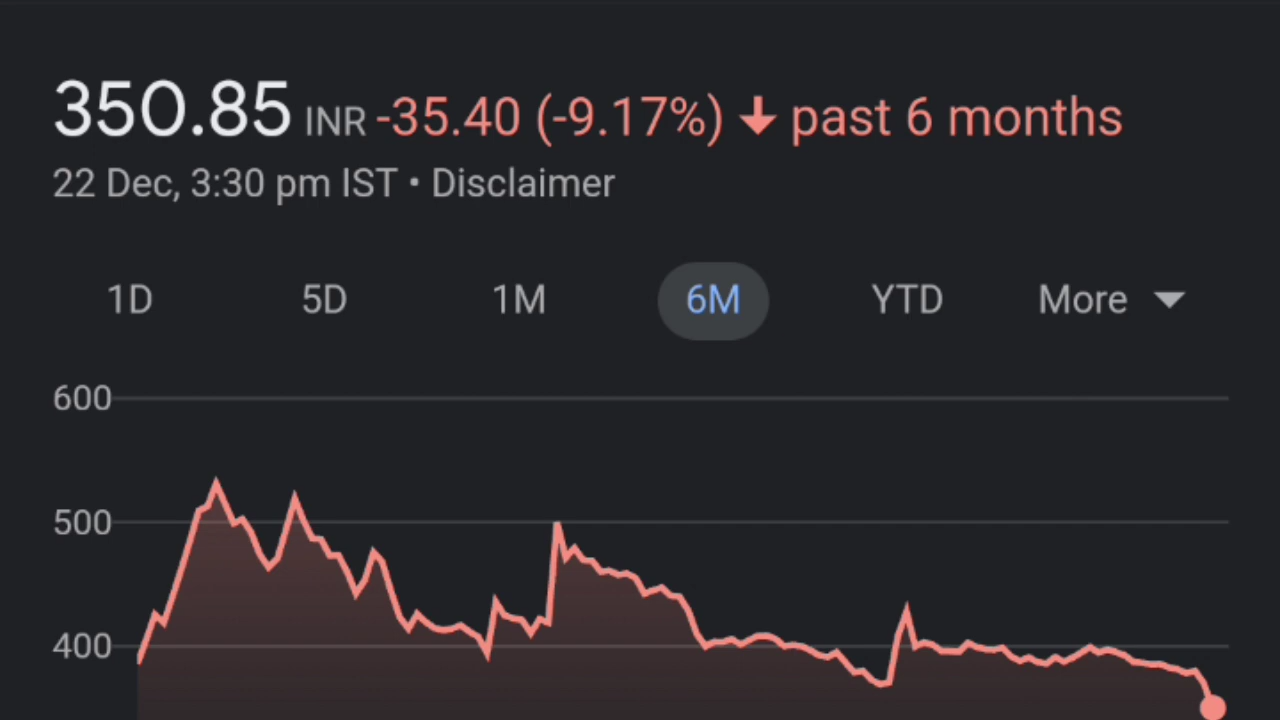 350.85 INR -35.40 (-9.17%) ↓ past 6 months
22 Dec, 3:30 pm IST • Disclaimer
1D 5D 1M 6M YTD More
600
500
400